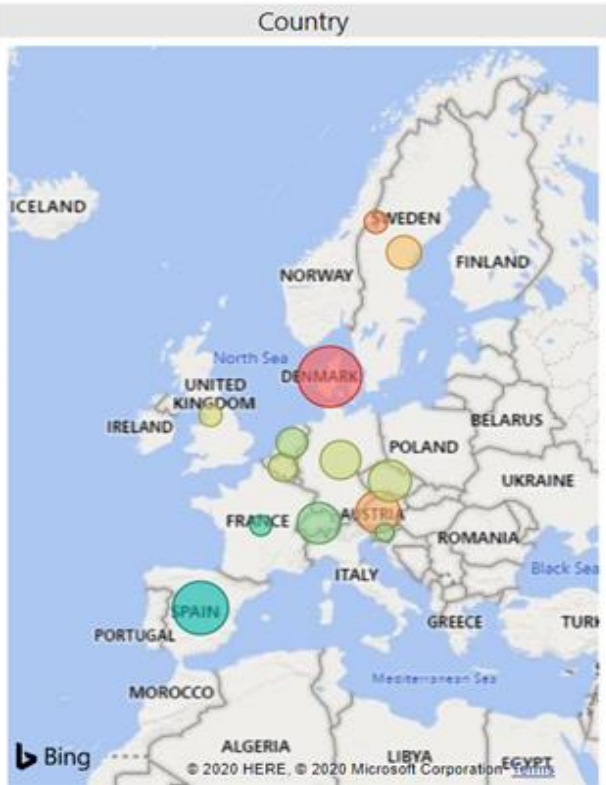 Country
ICELAND
SWEDEN
NORWAY
FINLAND
North Sea
DENMARK
UNITED
KINGDOM
IRELAND
BELARUS
POLAND
UKRAINE
FRANCE
AUSTRIA
ROMANIA
Black Sea
ITALY
SPAIN
PORTUGAL
GREECE
TURK
Mediterranean Sea
MOROCCO
ALGERIA
LIBYA
EGYPT
Bing
© 2020 HERE, © 2020 Microsoft Corporation Terms